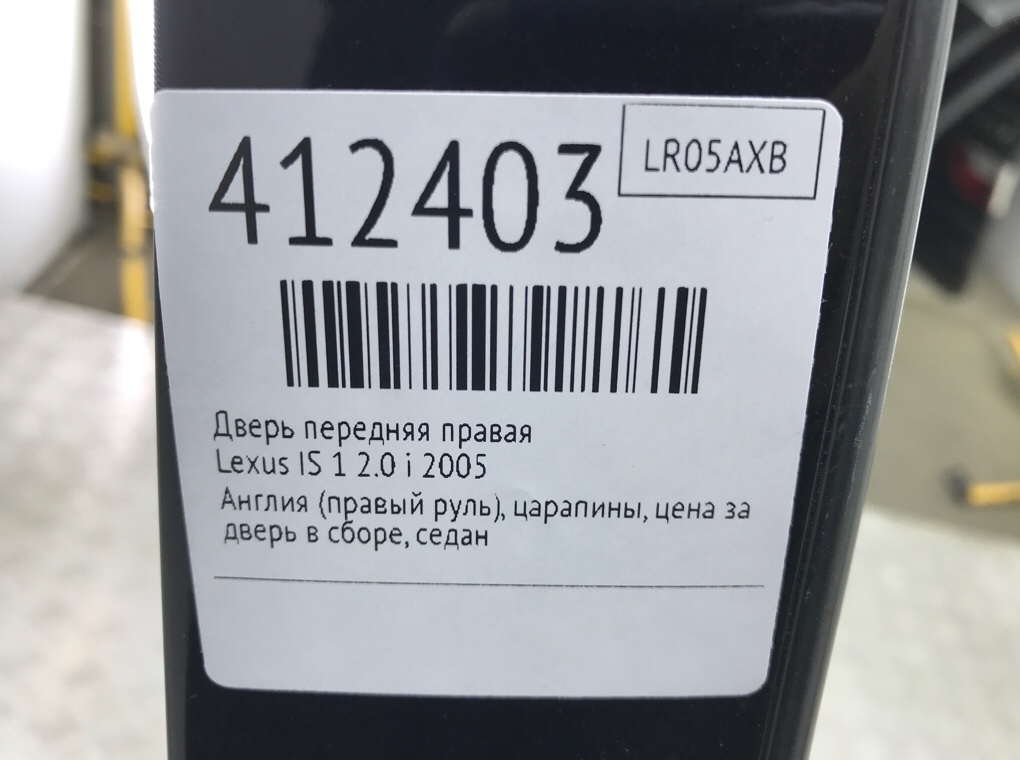 412403
LR05AXB
Дверь передняя правая
Lexus IS 1 2.0 i 2005
Англия (правый руль), царапины, цена за
дверь в сборе, седан